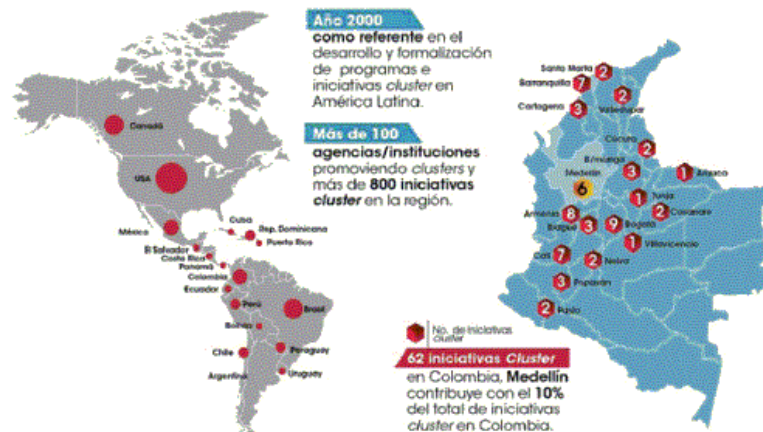 Año 2000
como referente en el
desarrollo y formalización
de programas e
iniciativas cluster en
América Latina.
Más de 100
agencias/instituciones
promoviendo clusters y
más de 800 iniciativas
cluster en la región.
Canadá
USA
México
Cuba
Rep. Dominicana
Puerto Rico
El Salvador
Costa Rica
Panamá
Colombia
Ecuador
Perú
Brasil
Bolivia
Chile
Paraguay
Argentina
Uruguay
Santa Marta
2
Barranquilla
7
Cartagena
3
Valledupar
2
Cúcuta
2
B/manga
3
Arauca
1
Medellín
6
Tunja
1
Casanare
2
Armenia
8
Ibagué
3
Bogotá
9
Villavicencio
1
Cali
7
Neiva
2
Popayán
3
Pasto
2
No. de iniciativas
cluster
62 iniciativas Cluster
en Colombia, Medellín
contribuye con el 10%
del total de iniciativas
cluster en Colombia.